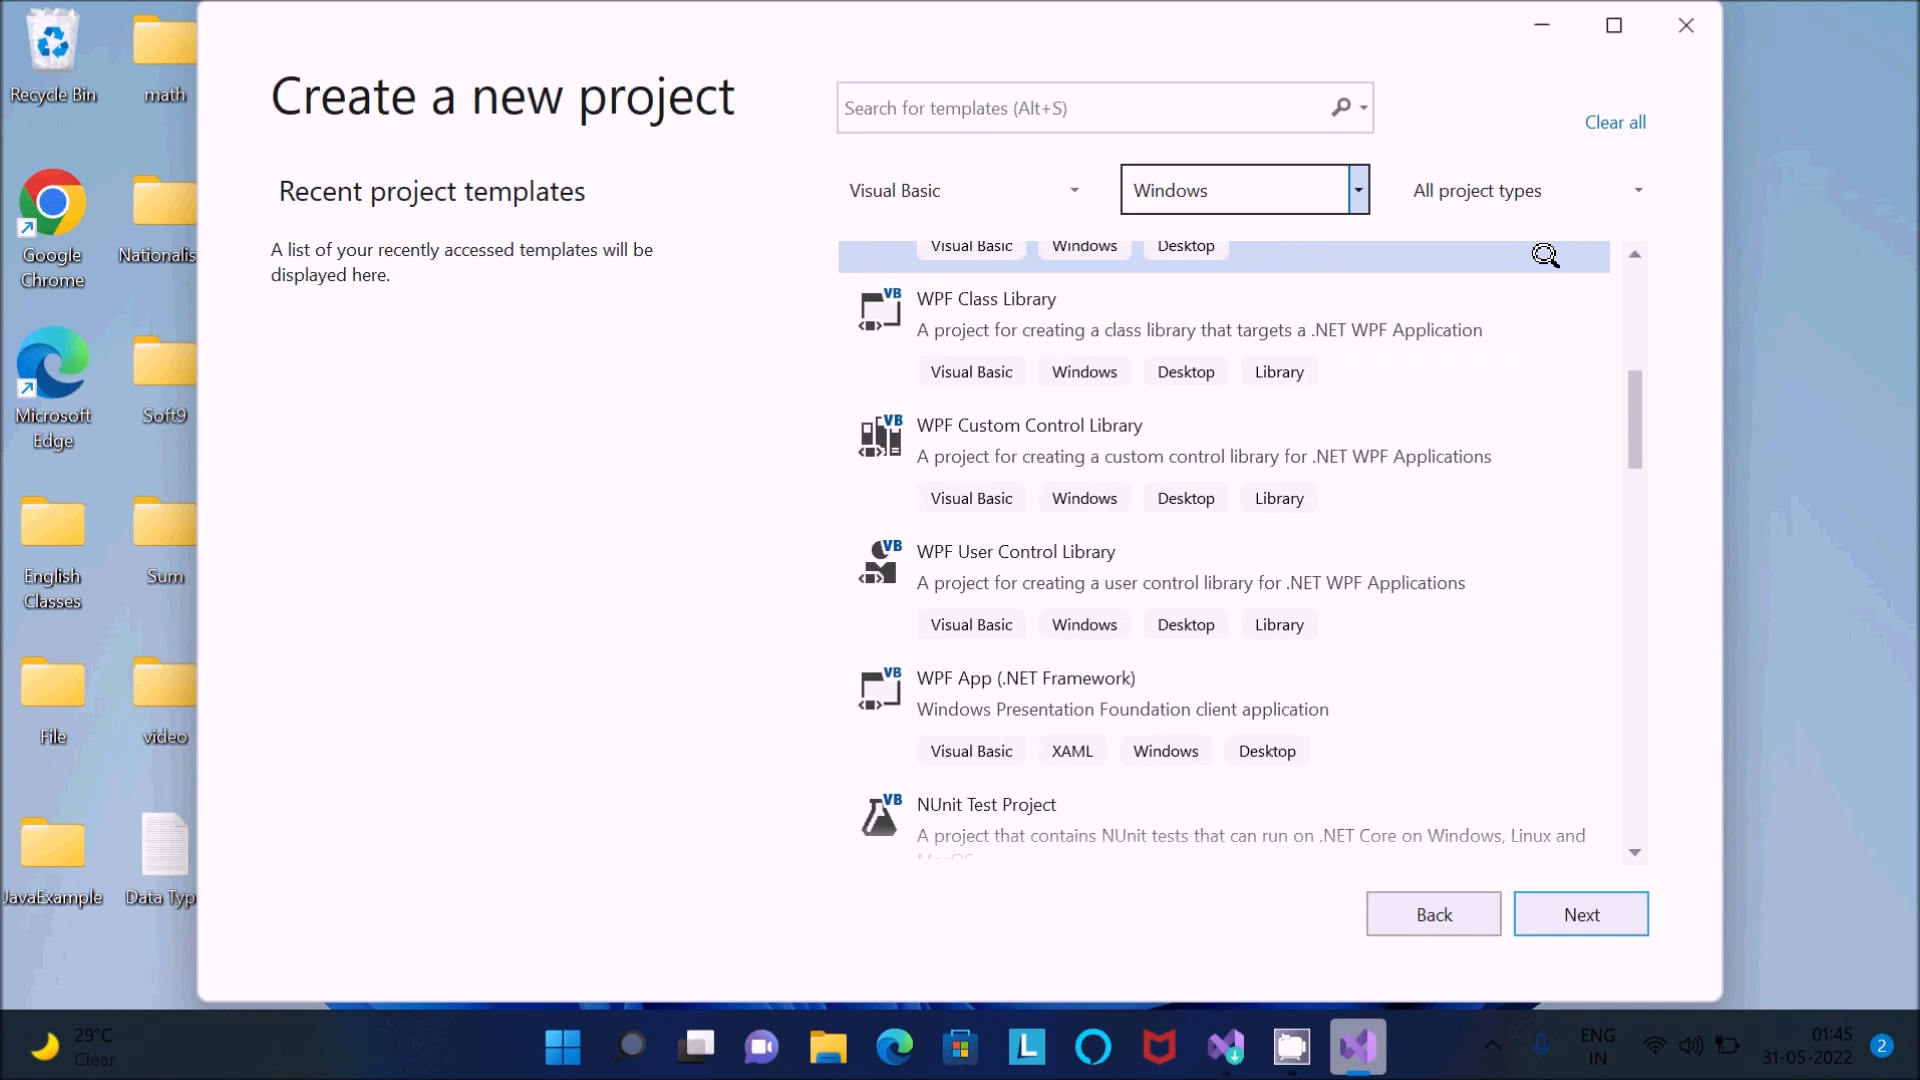 Recycle Bin
math
Google
Chrome
Nationalis
Microsoft
Edge
Soft9
English
Classes
Sum
File
video
JavaExample
Data Typ
Create a new project
Search for templates (Alt+S)
Clear all
Recent project templates
Visual Basic
Windows
All project types
A list of your recently accessed templates will be
displayed here.
Visual Basic Windows Desktop
VB
WPF Class Library
A project for creating a class library that targets a .NET WPF Application
Visual Basic Windows Desktop Library
VB
WPF Custom Control Library
A project for creating a custom control library for .NET WPF Applications
Visual Basic Windows Desktop Library
VB
WPF User Control Library
A project for creating a user control library for .NET WPF Applications
Visual Basic Windows Desktop Library
VB
WPF App (.NET Framework)
Windows Presentation Foundation client application
Visual Basic XAML Windows Desktop
VB
NUnit Test Project
A project that contains NUnit tests that can run on .NET Core on Windows, Linux and
MacOS
Back
Next
29°C
Clear
L
ENG
IN
01:45
31-05-2022
2